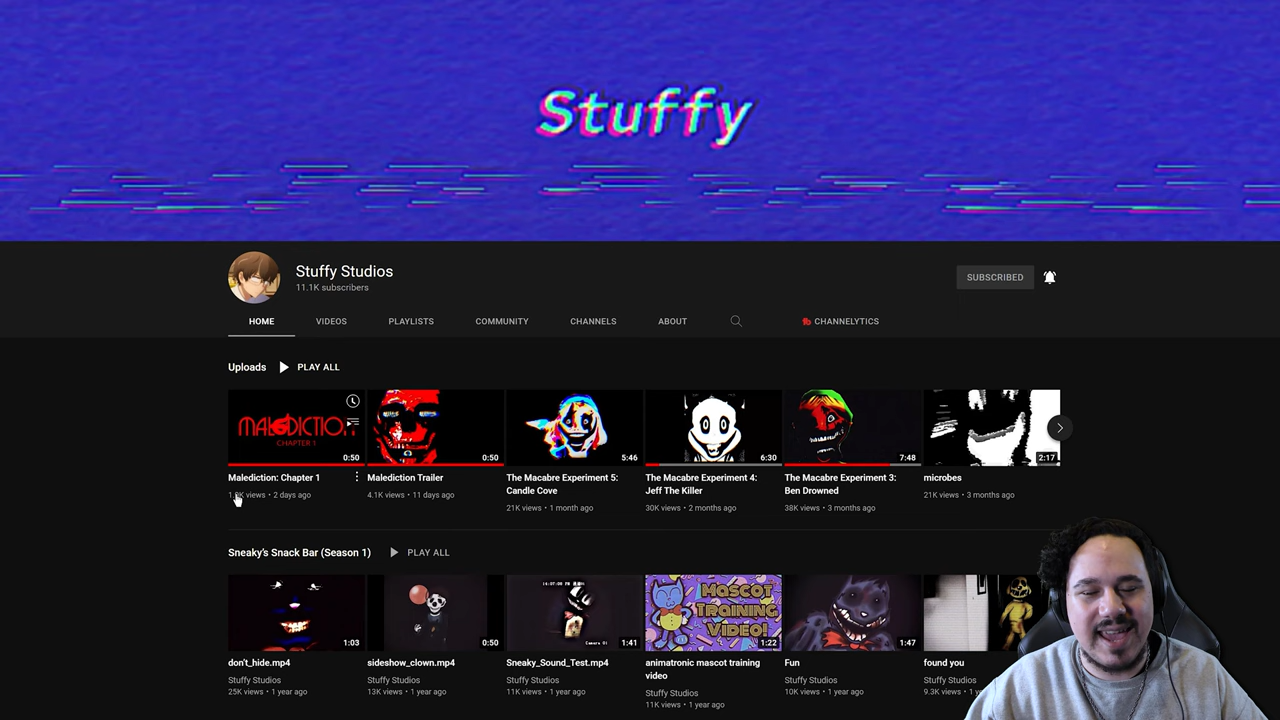 Stuffy
Stuffy Studios
11.1K subscribers
SUBSCRIBED
HOME
VIDEOS
PLAYLISTS
COMMUNITY
CHANNELS
ABOUT
CHANNELYTICS
Uploads
PLAY ALL
MALEDICTION
CHAPTER 1
0:50
0:50
5:46
6:30
7:48
2:17
Malediction: Chapter 1
views • 2 days ago
Malediction Trailer
4.1K views • 11 days ago
The Macabre Experiment 5:
Candle Cove
21K views • 1 month ago
The Macabre Experiment 4:
Jeff The Killer
30K views • 2 months ago
The Macabre Experiment 3:
Ben Drowned
38K views • 3 months ago
microbes
21K views • 3 months ago
Sneaky's Snack Bar (Season 1)
PLAY ALL
1:03
0:50
Camera 01
1:41
MASCOT
TRAINING
VIDEO!
1:22
1:47
don't_hide.mp4
Stuffy Studios
25K views • 1 year ago
sideshow_clown.mp4
Stuffy Studios
13K views • 1 year ago
Sneaky_Sound_Test.mp4
Stuffy Studios
11K views • 1 year ago
animatronic mascot training
video
Stuffy Studios
11K views • 1 year ago
Fun
Stuffy Studios
10K views • 1 year ago
found you
Stuffy Studios
9.3K views • 1